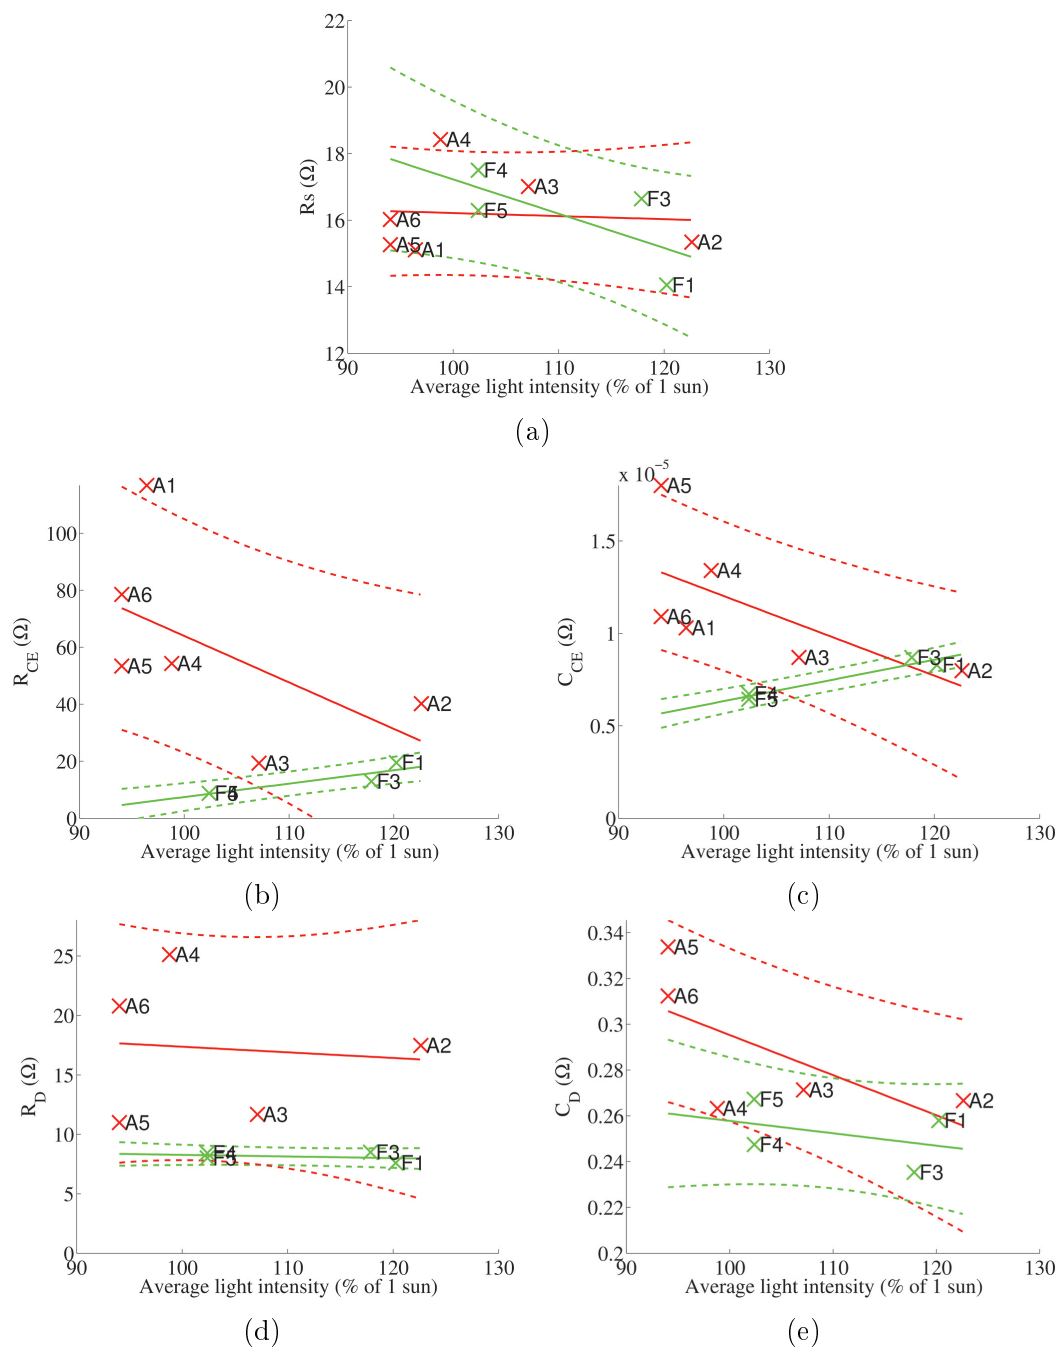 22
20
18
16
14
12
Rs (Ω)
A4
F4
A3
F3
F5
A6
A5
A1
A2
F1
90 100 110 120 130
Average light intensity (% of 1 sun)
(a)
100
80
60
40
20
0
R_CE (Ω)
A1
A6
A5
A4
A2
A3
F1
F3
90 100 110 120 130
Average light intensity (% of 1 sun)
(b)
x 10^-5
1.5
1
0.5
0
C_CE (Ω)
A5
A4
A6
A1
A3
F3
F1
A2
F4
F5
90 100 110 120 130
Average light intensity (% of 1 sun)
(c)
25
20
15
10
5
0
R_D (Ω)
A4
A6
A2
A3
A5
F4
F5
F3
F1
90 100 110 120 130
Average light intensity (% of 1 sun)
(d)
0.34
0.32
0.3
0.28
0.26
0.24
0.22
0.2
C_D (Ω)
A5
A6
A3
F5
A4
A2
F1
F4
F3
90 100 110 120 130
Average light intensity (% of 1 sun)
(e)